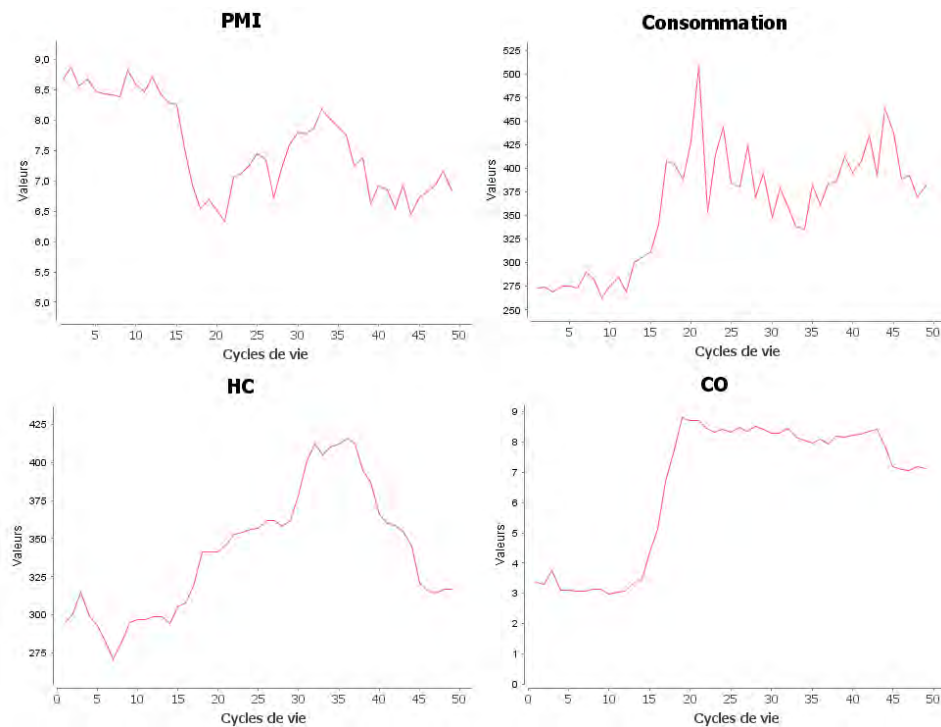 PMI
Valeurs
9,0
8,5
8,0
7,5
7,0
6,5
6,0
5,5
5,0
5 10 15 20 25 30 35 40 45 50
Cycles de vie
Consommation
Valeurs
525
500
475
450
425
400
375
350
325
300
275
250
5 10 15 20 25 30 35 40 45 50
Cycles de vie
HC
Valeurs
425
400
375
350
325
300
275
0 5 10 15 20 25 30 35 40 45 50
Cycles de vie
CO
Valeurs
9
8
7
6
5
4
3
2
1
0
0 5 10 15 20 25 30 35 40 45 50
Cycles de vie